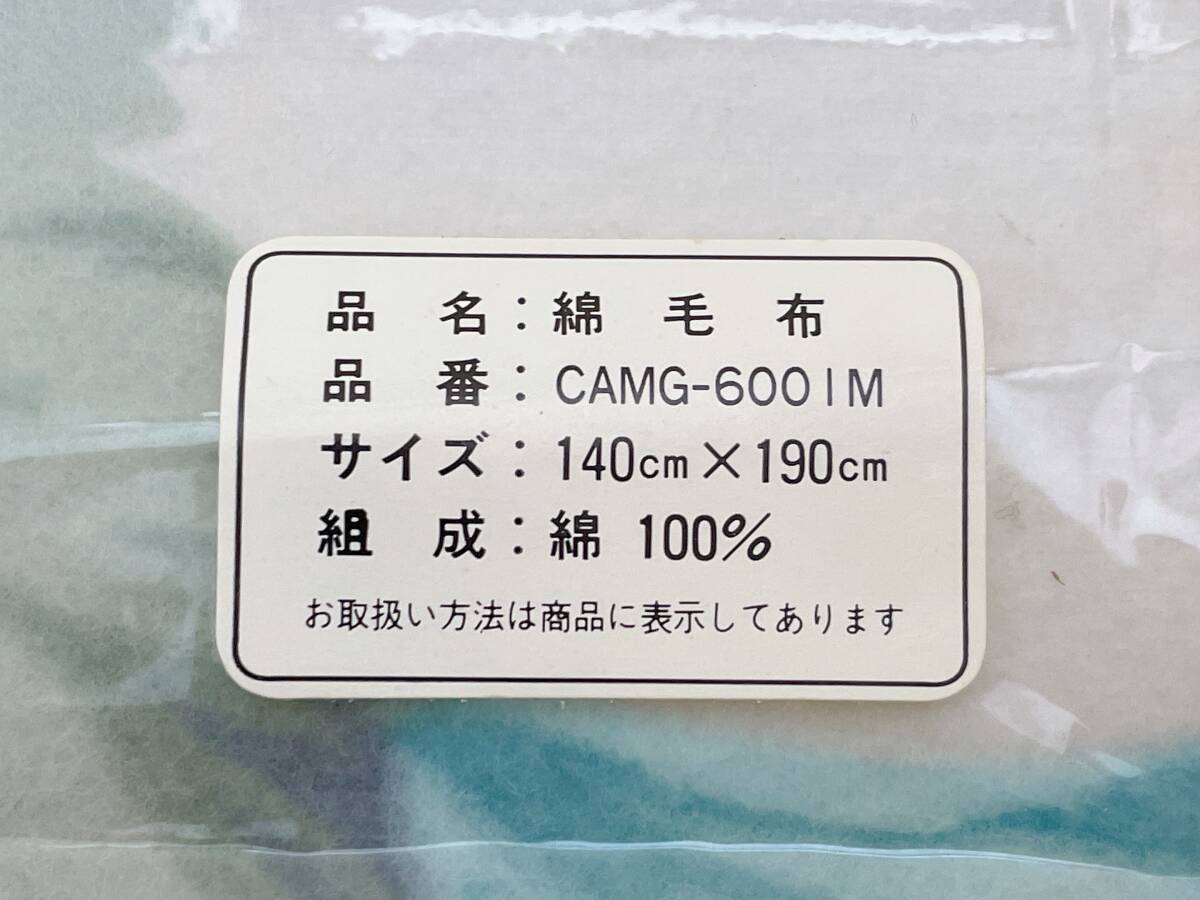 品 名：綿 毛 布
品 番：CAMG-6001M
サイズ：140cm×190cm
組 成：綿 100%
お取扱い方法は商品に表示してあります